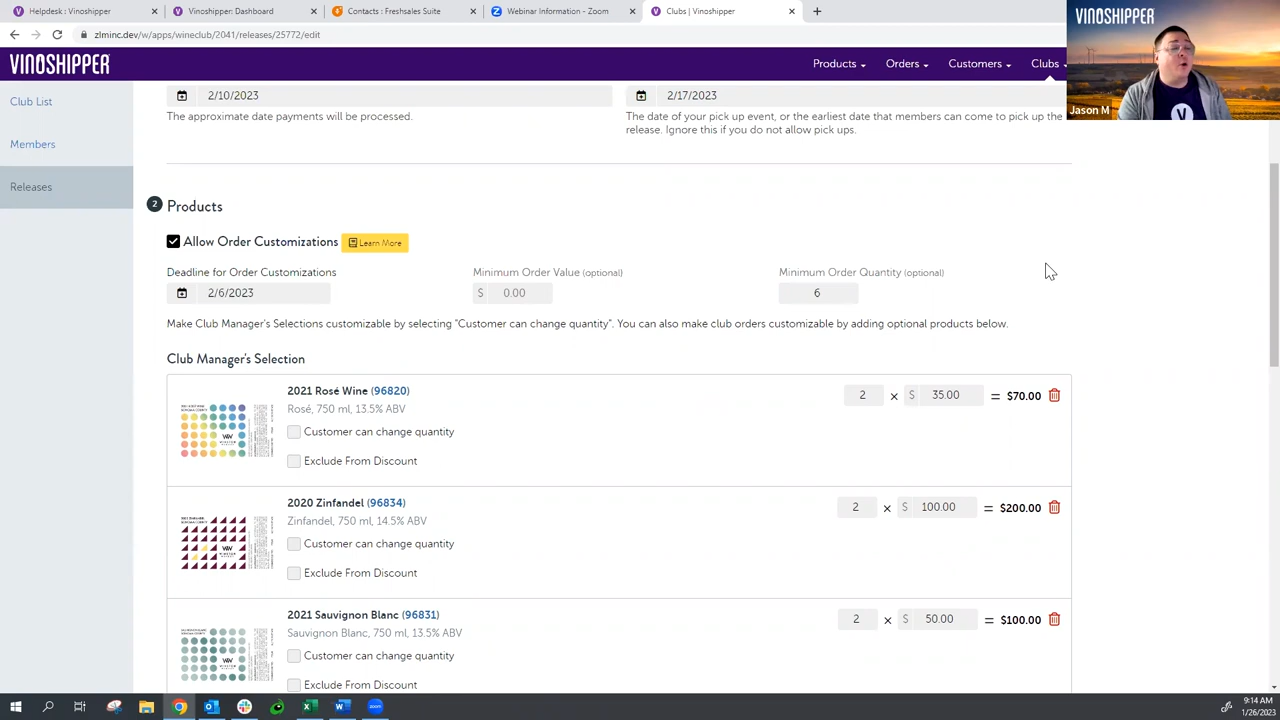 Helpdesk : Vinoshipper
Vinoshipper: Dashboard
Contacts : Freshsales Suite
Webinar Information - Zoom
Clubs | Vinoshipper
zlminc.dev/w/apps/wineclub/2041/releases/25772/edit
VINOSHIPPER
Products
Orders
Customers
Clubs
VINOSHIPPER
Jason M
Club List
Members
Releases
2/10/2023
2/17/2023
The approximate date payments will be pro
Jason M
.
The date of your pick up event, or the earliest date that members can come to pick up the
release. Ignore this if you do not allow pick ups.
2 Products
Allow Order Customizations Learn More
Deadline for Order Customizations
Minimum Order Value (optional)
Minimum Order Quantity (optional)
2/6/2023
$ 0.00
6
Make Club Manager's Selections customizable by selecting "Customer can change quantity". You can also make club orders customizable by adding optional products below.
Club Manager's Selection
2021 Rosé Wine (96820)
2 × $ 35.00 = $70.00
Rosé, 750 ml, 13.5% ABV
Customer can change quantity
Exclude From Discount
2020 Zinfandel (96834)
2 × $ 100.00 = $200.00
Zinfandel, 750 ml, 14.5% ABV
Customer can change quantity
Exclude From Discount
2021 Sauvignon Blanc (96831)
2 × $ 50.00 = $100.00
Sauvignon Blanc, 750 ml, 13.5% ABV
Customer can change quantity
Exclude From Discount
9:14 AM
1/26/2023